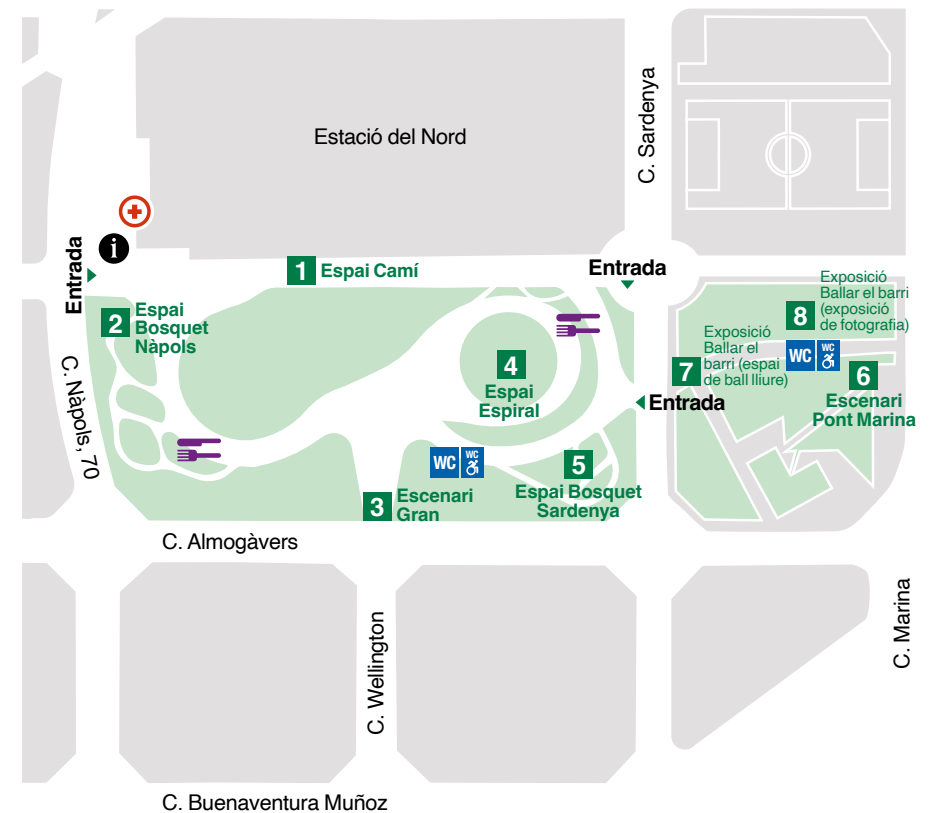 Estació del Nord
C. Sardenya
i
Entrada
1 Espai Camí
Entrada
2 Espai
Bosquet
Nàpols
C. Nàpols, 70
4
Espai
Espiral
Entrada
Exposició
Ballar el barri
8 (exposició
de fotografia)
Exposició
Ballar el
7 barri (espai
de ball lliure)
WC WC
6
Escenari
Pont Marina
WC WC
3 Escenari
Gran
5
Espai Bosquet
Sardenya
C. Almogàvers
C. Wellington
C. Marina
C. Buenaventura Muñoz